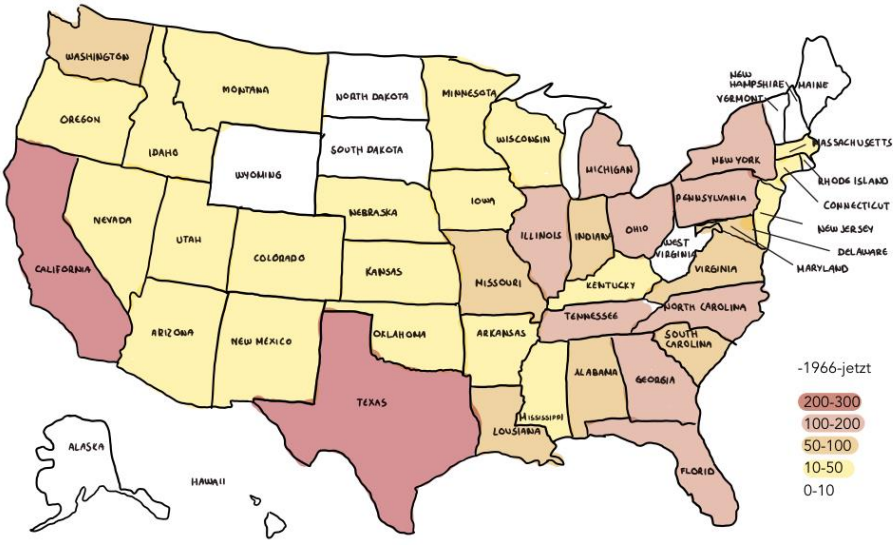 WASHINGTON
OREGON
CALIFORNIA
NEVADA
IDAHO
MONTANA
WYOMING
UTAH
COLORADO
ARIZONA
NEW MEXICO
NORTH DAKOTA
SOUTH DAKOTA
NEBRASKA
KANSAS
OKLAHOMA
TEXAS
MINNESOTA
IOWA
MISSOURI
ARKANSAS
LOUSIANA
WISCONSIN
ILLINOIS
MICHIGAN
INDIANA
OHIO
KENTUCKY
TENNESSEE
MISSISSIPPI
ALABAMA
GEORGIA
FLORID
SOUTH
CAROLINA
NORTH CAROLINA
VIRGINIA
WEST
VIRGINIA
PENNSYLVANIA
NEW YORK
NEW
HAMPSHIRE
VERMONT
MAINE
MASSACHUSETTS
RHODE ISLAND
CONNECTICUT
NEW JERSEY
DELAWARE
MARYLAND
ALASKA
HAWAII
-1966-jetzt
200-300
100-200
50-100
10-50
0-10